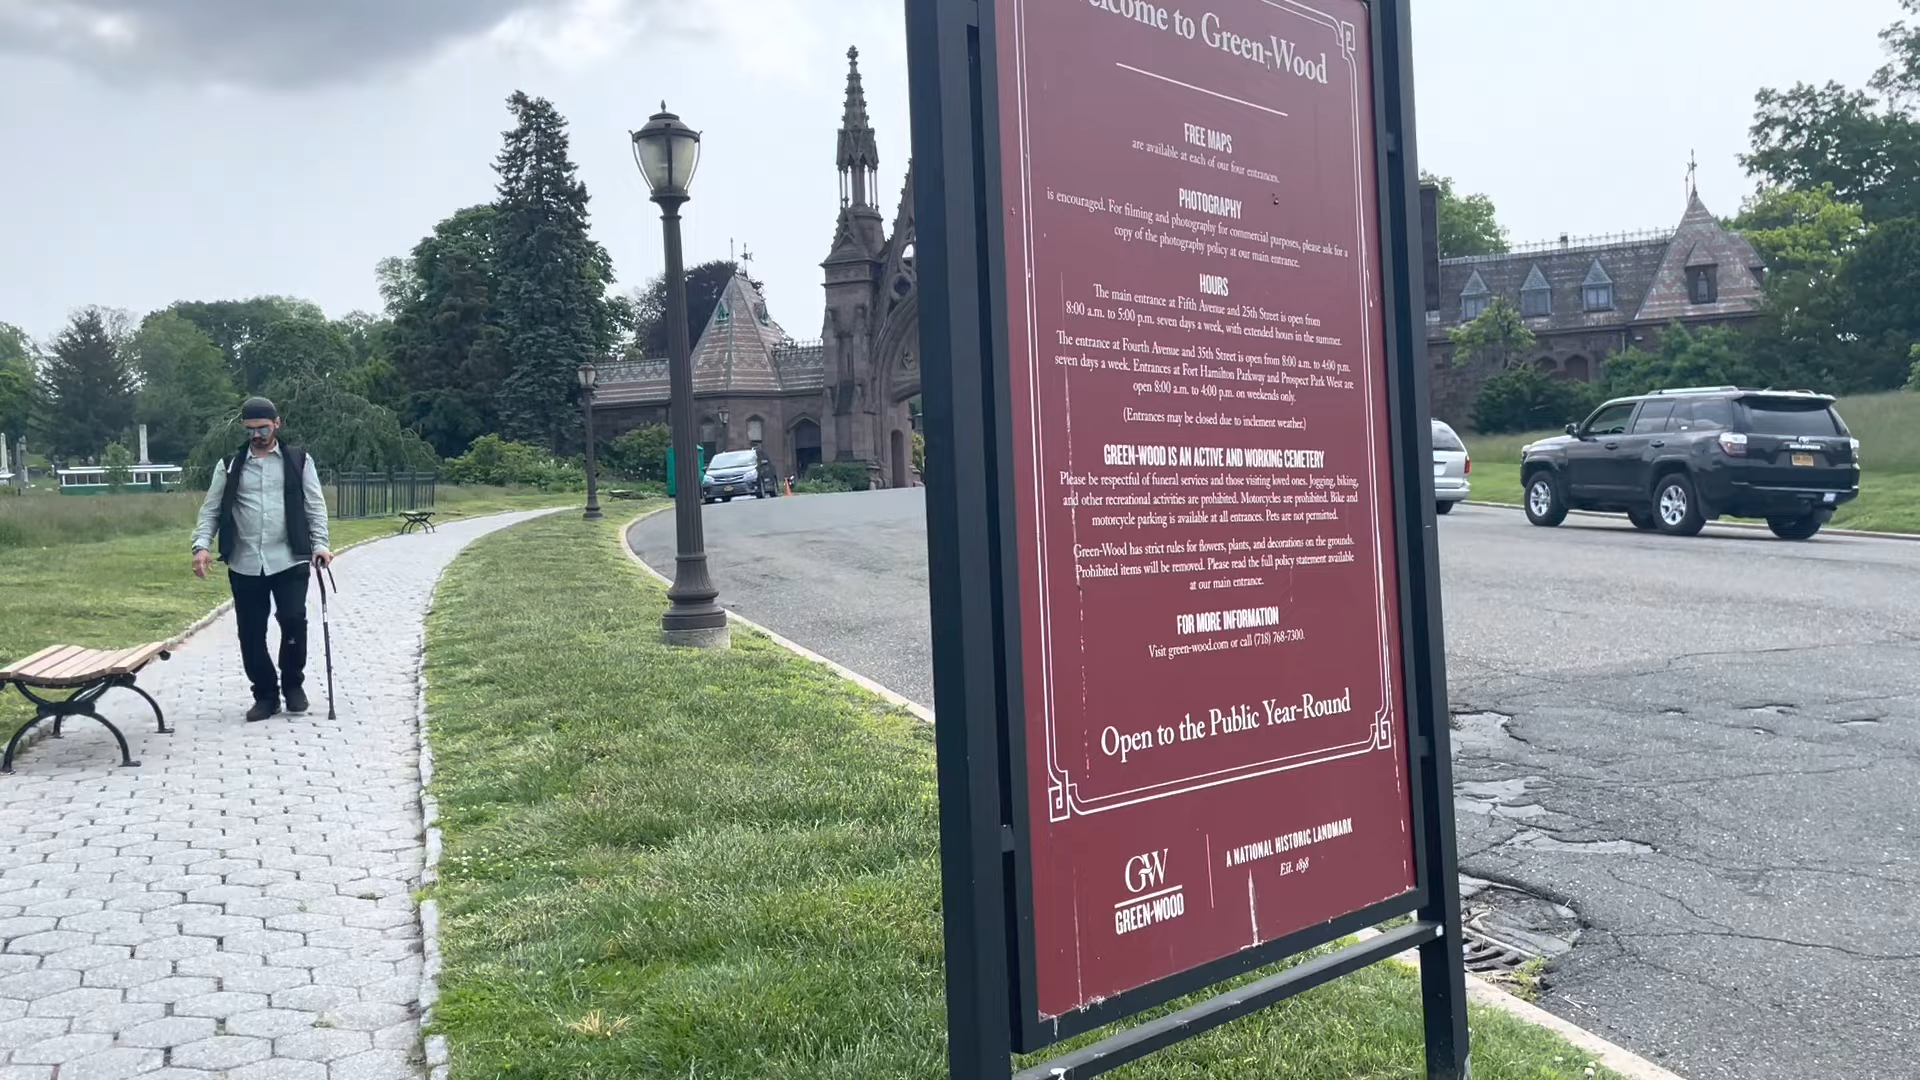 Welcome to Green-Wood
FREE MAPS
are available at each of our four entrances.
PHOTOGRAPHY
is encouraged. For filming and photography for commercial purposes, please ask for a
copy of the photography policy at our main entrance.
HOURS
The main entrance at Fifth Avenue and 25th Street is open from
8:00 a.m. to 5:00 p.m. seven days a week, with extended hours in the summer.
The entrance at Fourth Avenue and 35th Street is open from 8:00 a.m. to 4:00 p.m.
seven days a week. Entrances at Fort Hamilton Parkway and Prospect Park West are
open 8:00 a.m. to 4:00 p.m. on weekends only.
(Entrances may be closed due to inclement weather.)
GREEN-WOOD IS AN ACTIVE AND WORKING CEMETERY
Please be respectful of funeral services and those visiting loved ones. Jogging, biking,
and other recreational activities are prohibited. Motorcycles are prohibited. Bike and
motorcycle parking is available at all entrances. Pets are not permitted.
Green-Wood has strict rules for flowers, plants, and decorations on the grounds.
Prohibited items will be removed. Please read the full policy statement available
at our main entrance.
FOR MORE INFORMATION
Visit green-wood.com or call (718) 768-7300.
Open to the Public Year-Round
GW
GREEN-WOOD
A NATIONAL HISTORIC LANDMARK
Est. 1838